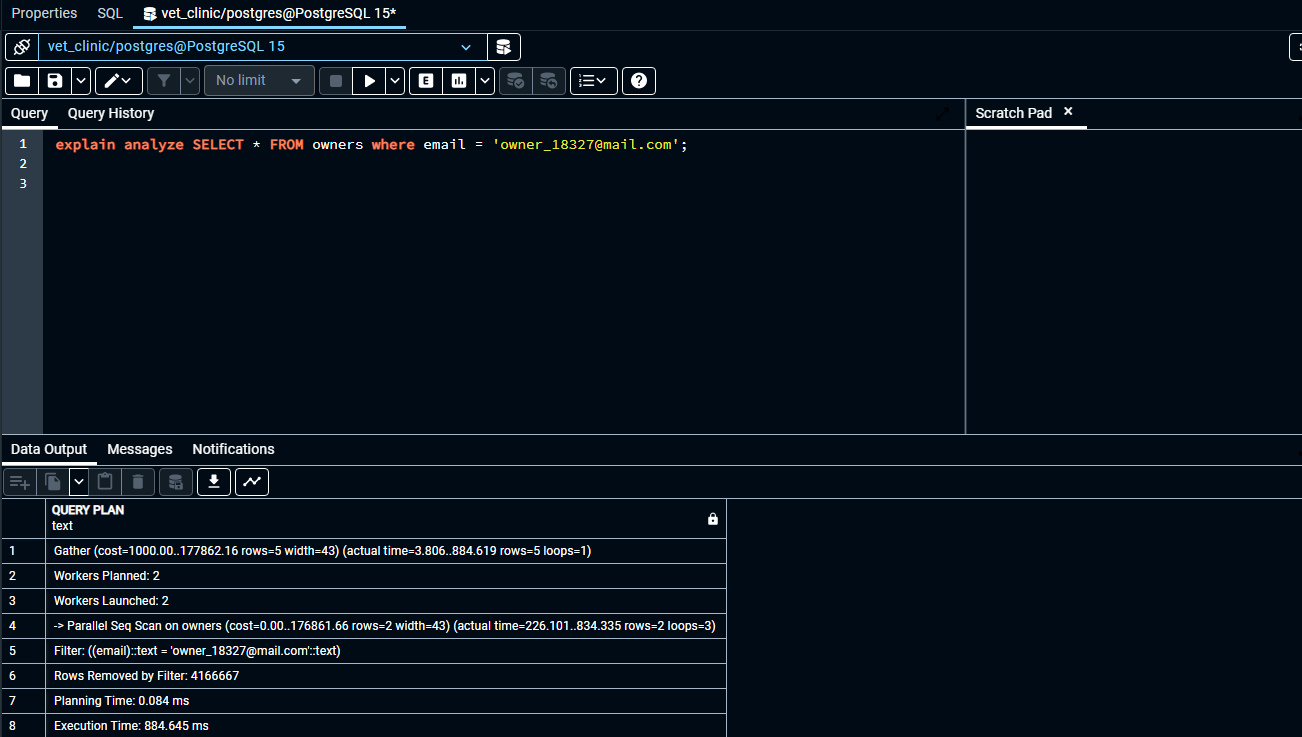 Properties SQL vet_clinic/postgres@PostgreSQL 15*
vet_clinic/postgres@PostgreSQL 15
No limit
E
?
Query Query History
Scratch Pad ×
1 explain analyze SELECT * FROM owners where email = 'owner_18327@mail.com';
2
3
Data Output Messages Notifications
QUERY PLAN
text
1 Gather (cost=1000.00..177862.16 rows=5 width=43) (actual time=3.806..884.619 rows=5 loops=1)
2 Workers Planned: 2
3 Workers Launched: 2
4 -> Parallel Seq Scan on owners (cost=0.00..176861.66 rows=2 width=43) (actual time=226.101..834.335 rows=2 loops=3)
5 Filter: ((email)::text = 'owner_18327@mail.com'::text)
6 Rows Removed by Filter: 4166667
7 Planning Time: 0.084 ms
8 Execution Time: 884.645 ms